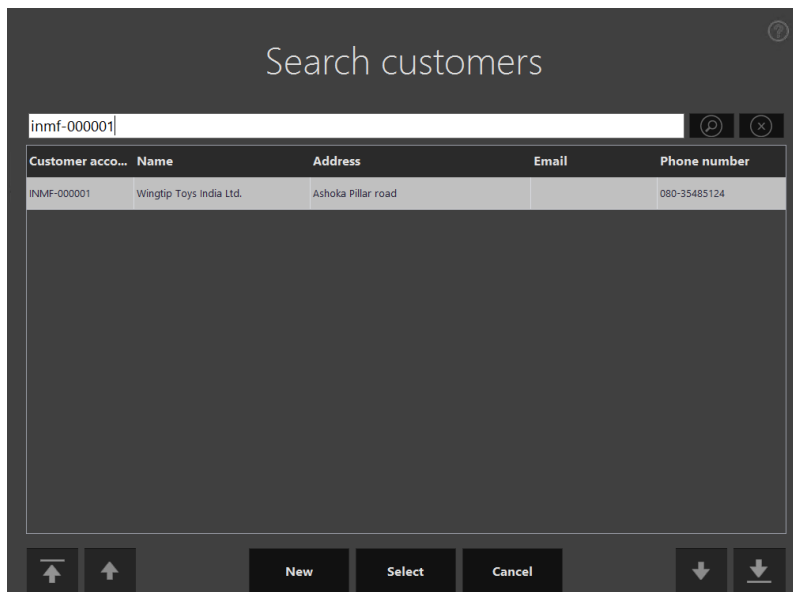 Search customers
inmf-000001
Customer acco... Name Address Email Phone number
INMF-000001 Wingtip Toys India Ltd. Ashoka Pillar road 080-35485124
New Select Cancel